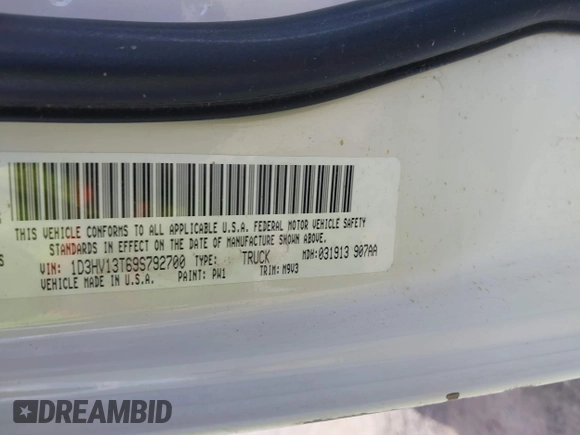 THIS VEHICLE CONFORMS TO ALL APPLICABLE U.S.A. FEDERAL MOTOR VEHICLE SAFETY
STANDARDS IN EFFECT ON THE DATE OF MANUFACTURE SHOWN ABOVE.
VIN: 1D3HV13T69S792700 TYPE: TRUCK MDH: 031913 907AA
VEHICLE MADE IN U.S.A. PAINT: PW1 TRIM: M9V3
DREAMBID